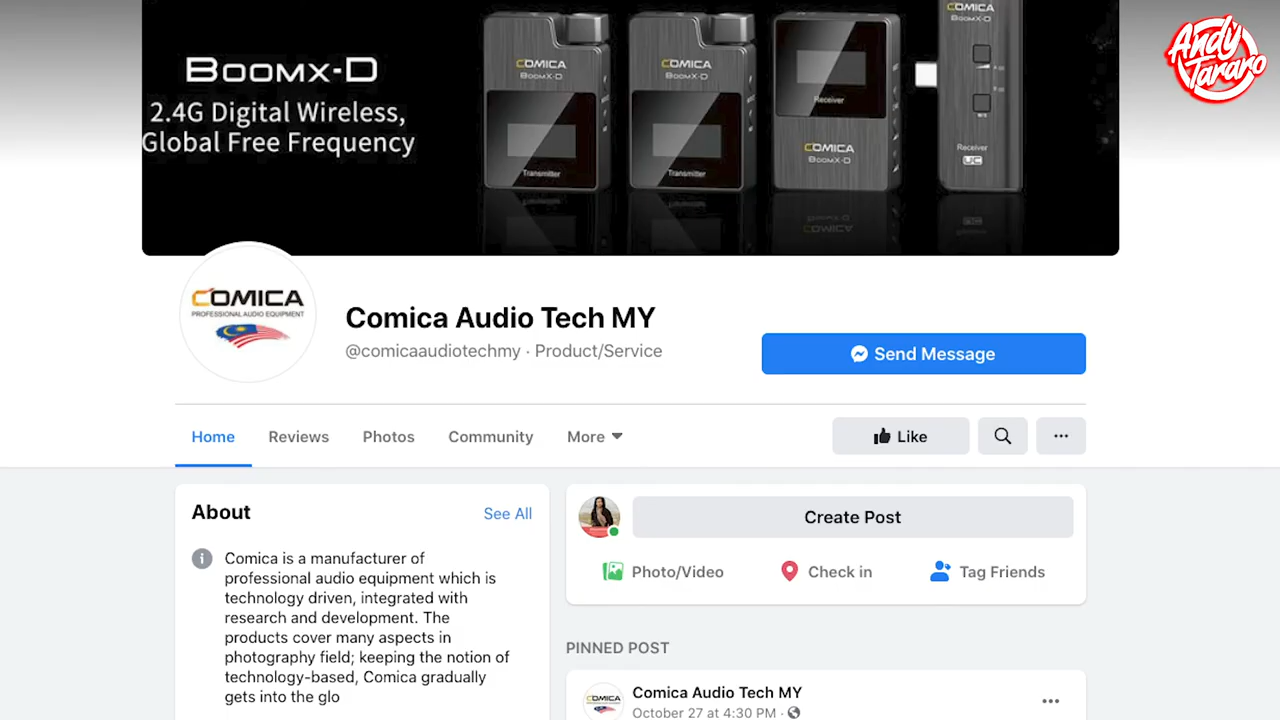 BOOMX-D
2.4G Digital Wireless,
Global Free Frequency
COMICA
BOOMX-D
Transmitter
COMICA
BOOMX-D
Transmitter
Receiver
COMICA
BOOMX-D
COMICA
BOOMX-D
Receiver
UC
Andy Tararo
COMICA
PROFESSIONAL AUDIO EQUIPMENT
Comica Audio Tech MY
@comicaaudiotechmy · Product/Service
Send Message
Home
Reviews
Photos
Community
More
Like
About
See All
Comica is a manufacturer of
professional audio equipment which is
technology driven, integrated with
research and development. The
products cover many aspects in
photography field; keeping the notion of
technology-based, Comica gradually
gets into the glo
Create Post
Photo/Video
Check in
Tag Friends
PINNED POST
COMICA
Comica Audio Tech MY
October 27 at 4:30 PM ·